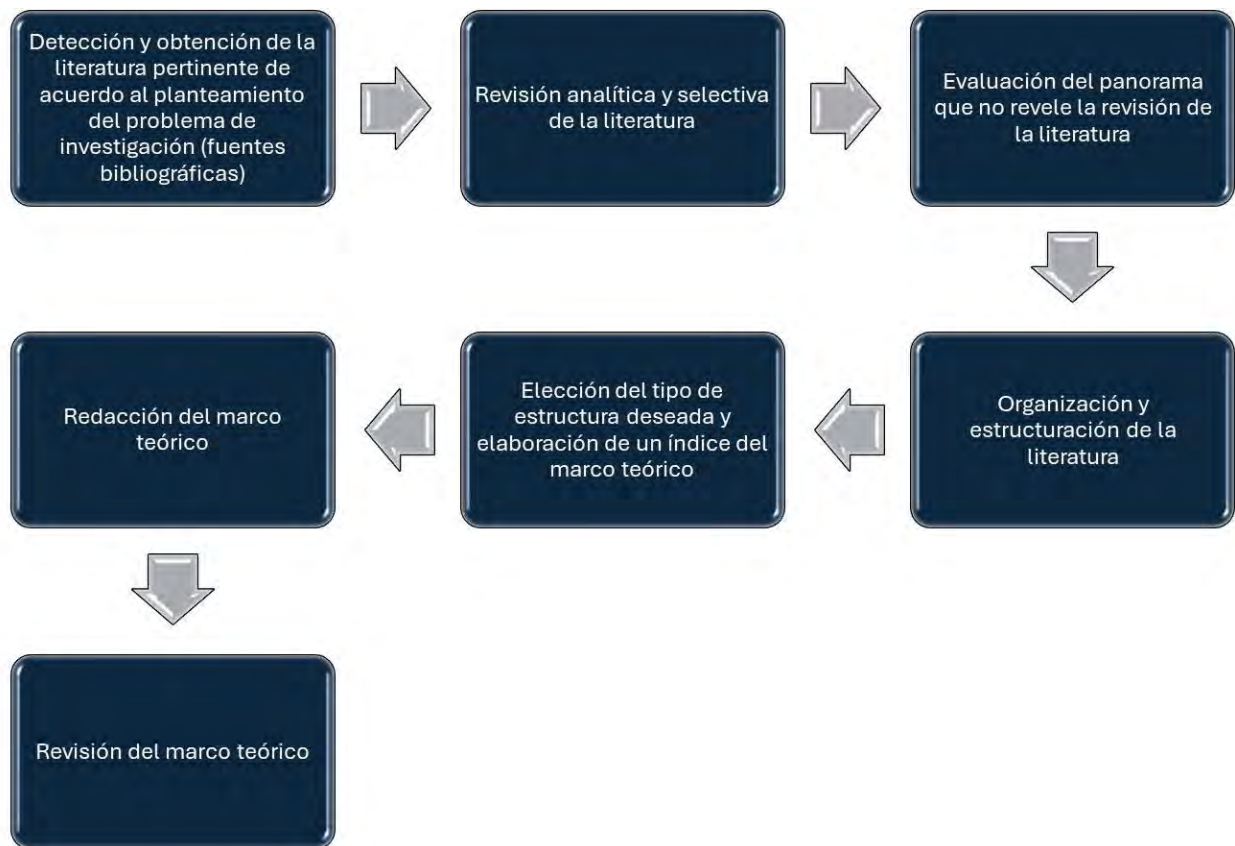 Detección y obtención de la
literatura pertinente de
acuerdo al planteamiento
del problema de
investigación (fuentes
bibliográficas)
Revisión analítica y selectiva
de la literatura
Evaluación del panorama
que no revele la revisión de
la literatura
Organización y
estructuración de la
literatura
Elección del tipo de
estructura deseada y
elaboración de un índice del
marco teórico
Redacción del marco
teórico
Revisión del marco teórico